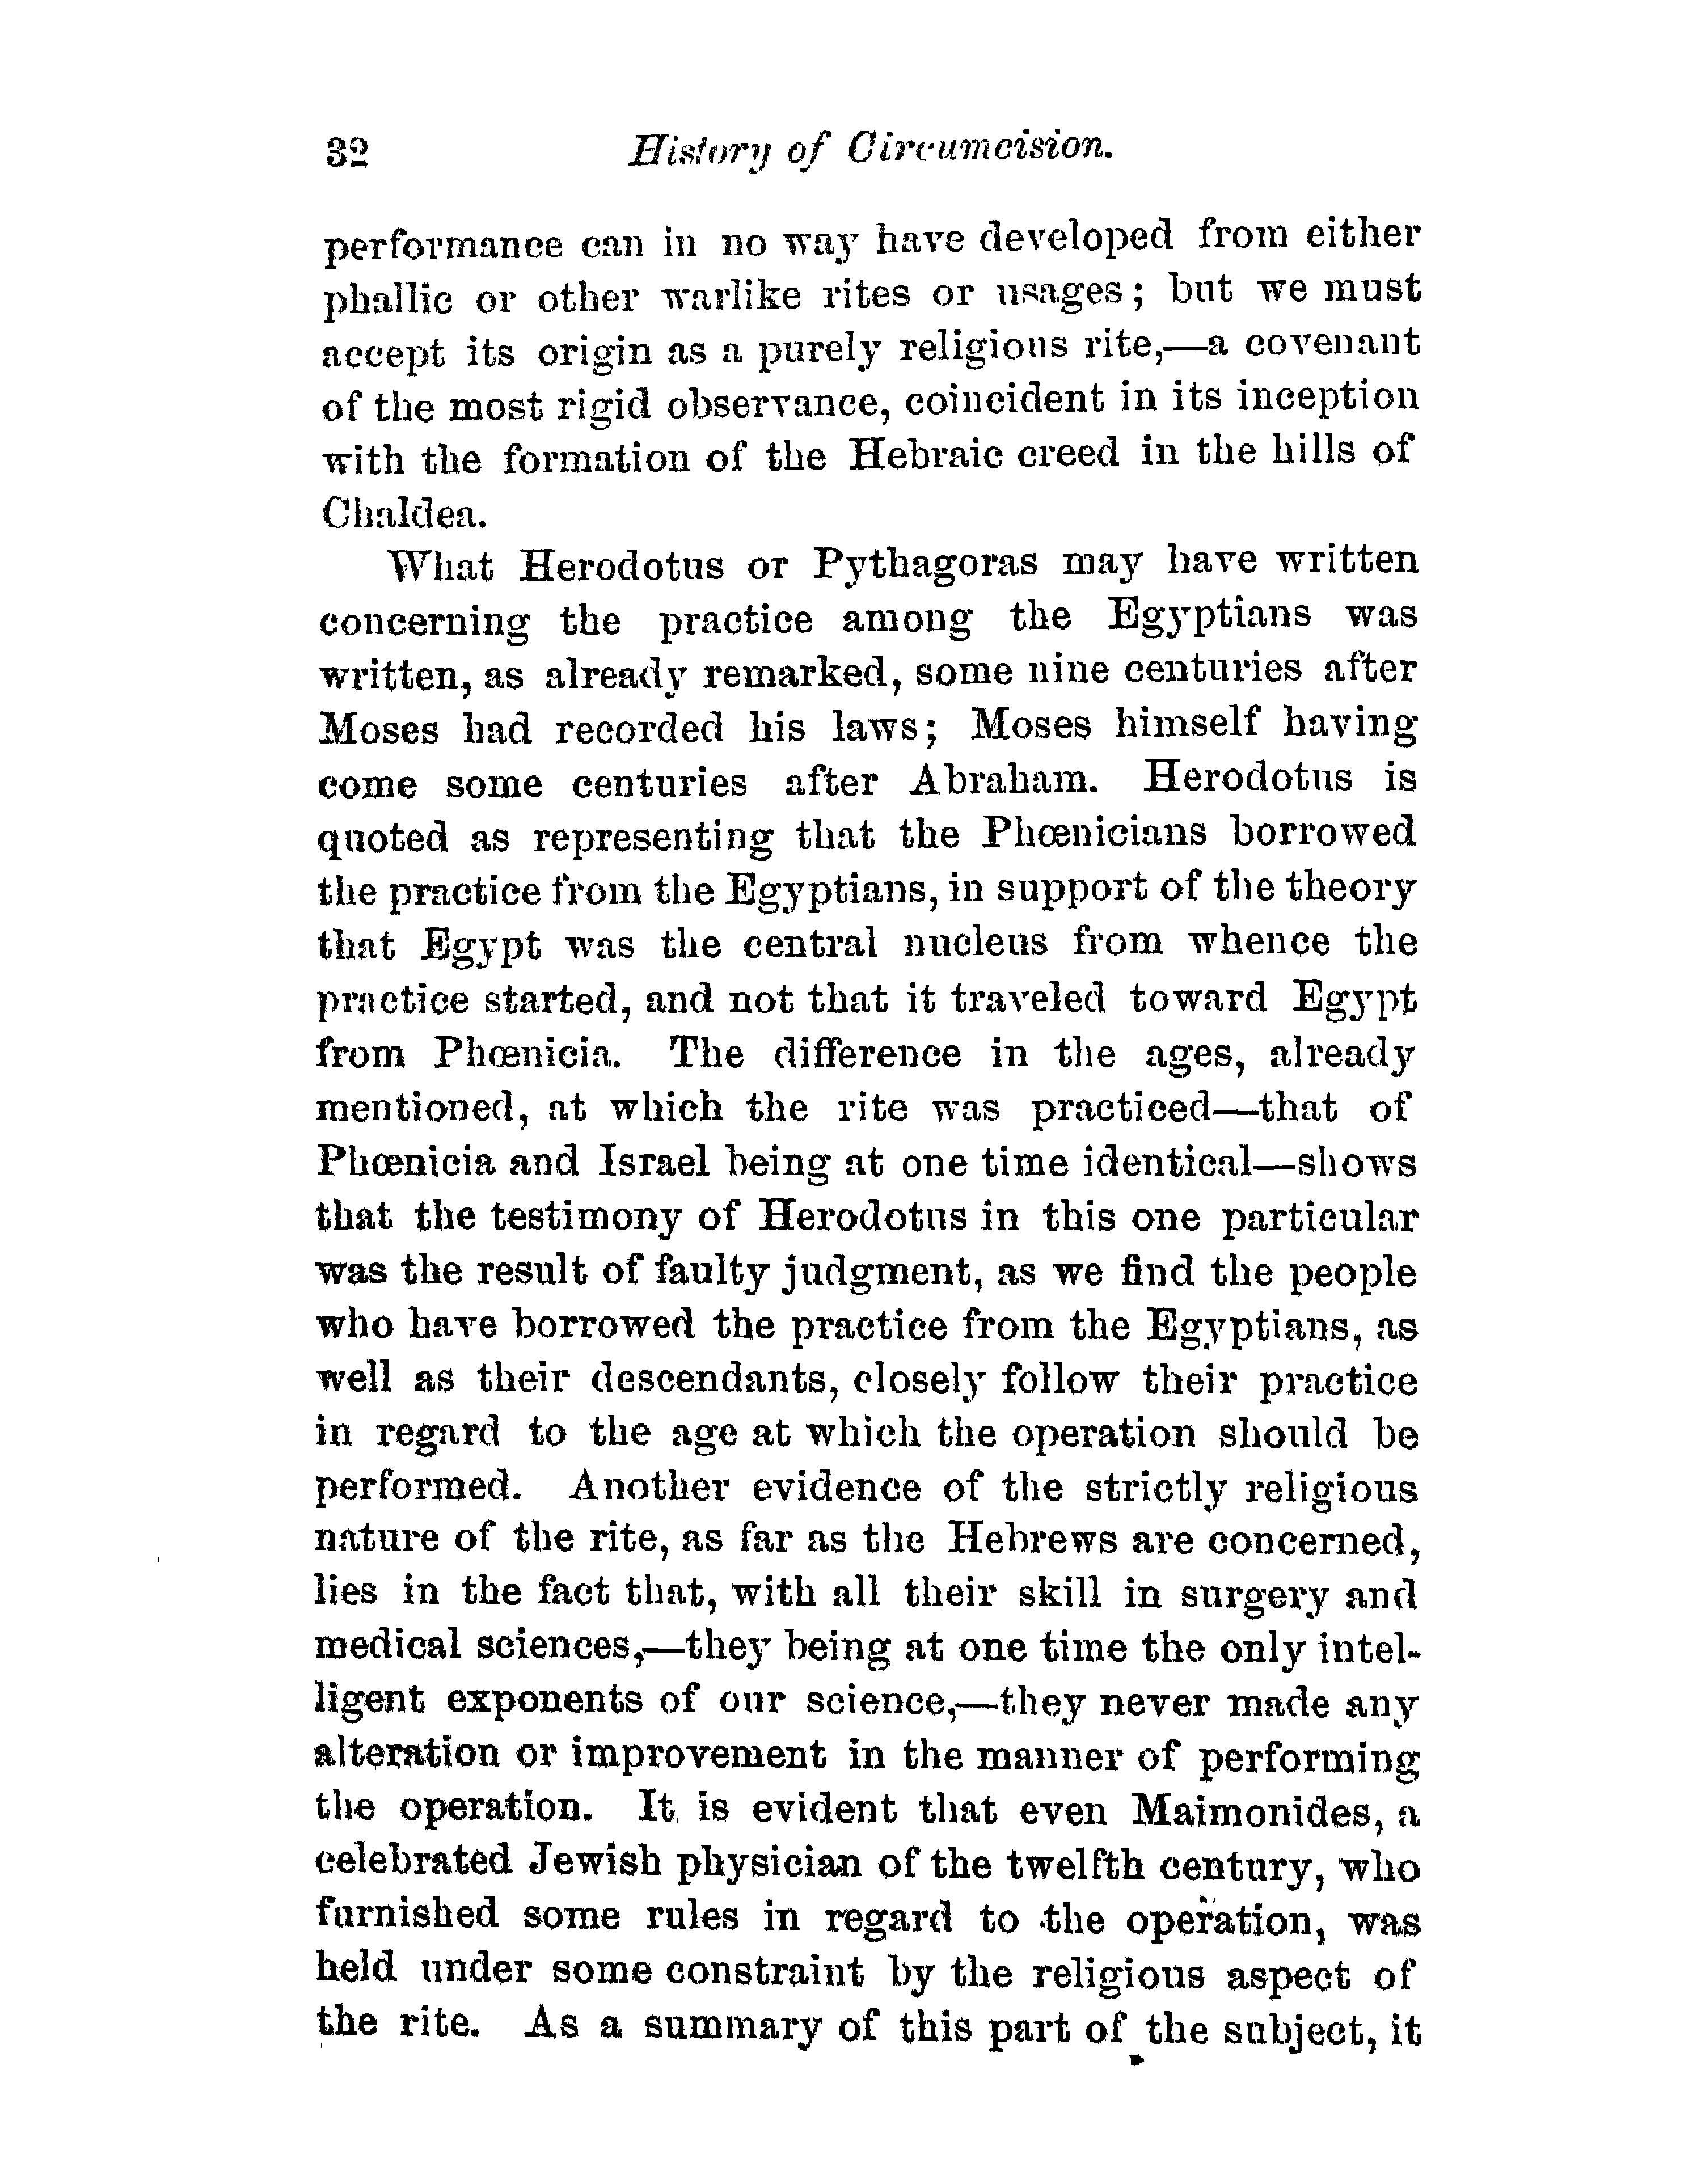 32 History of Circumcision.
performance can in no way have developed from either
phallic or other warlike rites or usages; but we must
accept its origin as a purely religious rite,—a covenant
of the most rigid observance, coincident in its inception
with the formation of the Hebraic creed in the hills of
Chaldea.
What Herodotus or Pythagoras may have written
concerning the practice among the Egyptians was
written, as already remarked, some nine centuries after
Moses had recorded his laws; Moses himself having
come some centuries after Abraham. Herodotus is
quoted as representing that the Phœnicians borrowed
the practice from the Egyptians, in support of the theory
that Egypt was the central nucleus from whence the
practice started, and not that it traveled toward Egypt
from Phœnicia. The difference in the ages, already
mentioned, at which the rite was practiced—that of
Phœnicia and Israel being at one time identical—shows
that the testimony of Herodotus in this one particular
was the result of faulty judgment, as we find the people
who have borrowed the practice from the Egyptians, as
well as their descendants, closely follow their practice
in regard to the age at which the operation should be
performed. Another evidence of the strictly religious
nature of the rite, as far as the Hebrews are concerned,
lies in the fact that, with all their skill in surgery and
medical sciences,—they being at one time the only intel-
ligent exponents of our science,—they never made any
alteration or improvement in the manner of performing
the operation. It is evident that even Maimonides, a
celebrated Jewish physician of the twelfth century, who
furnished some rules in regard to the operation, was
held under some constraint by the religious aspect of
the rite. As a summary of this part of the subject, it